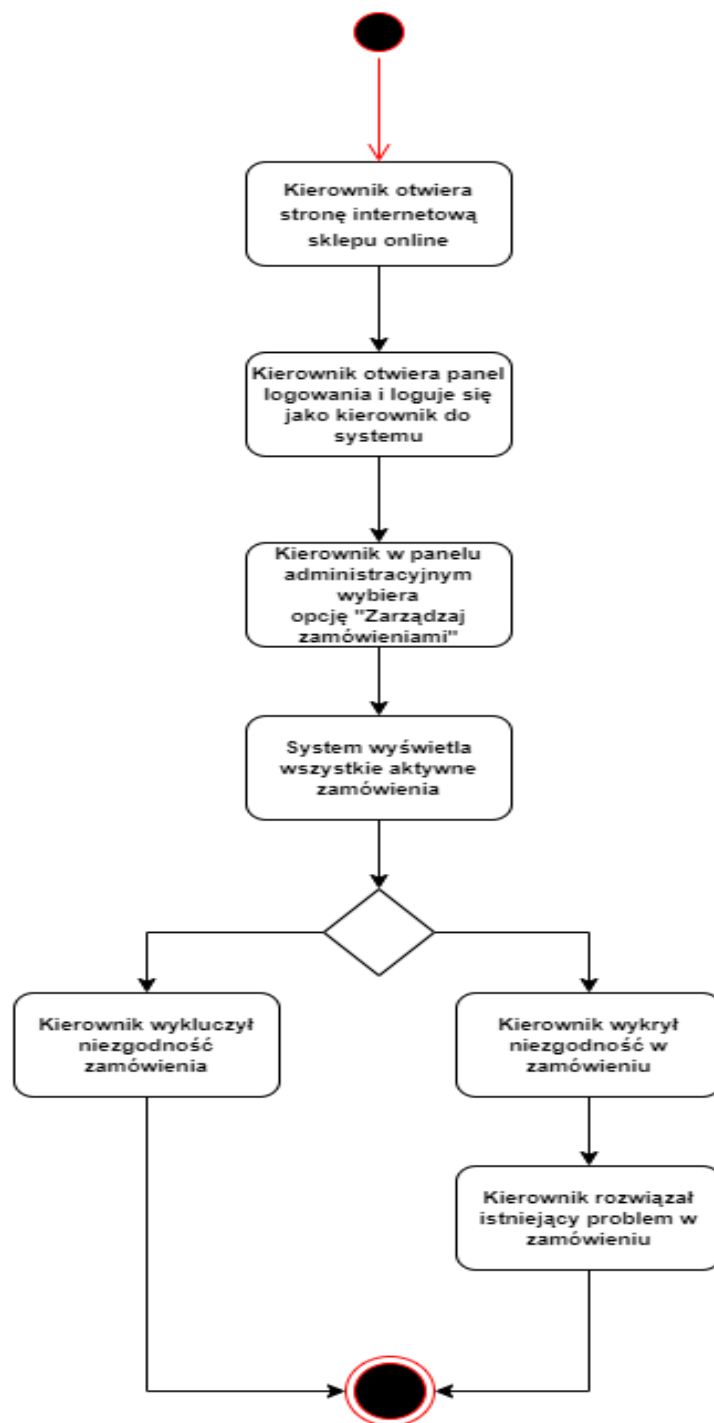 Kierownik otwiera
stronę internetową
sklepu online
Kierownik otwiera panel
logowania i loguje się
jako kierownik do
systemu
Kierownik w panelu
administracyjnym
wybiera
opcję "Zarządzaj
zamówieniami"
System wyświetla
wszystkie aktywne
zamówienia
Kierownik wykluczył
niezgodność
zamówienia
Kierownik wykrył
niezgodność w
zamówieniu
Kierownik rozwiązał
istniejący problem w
zamówieniu